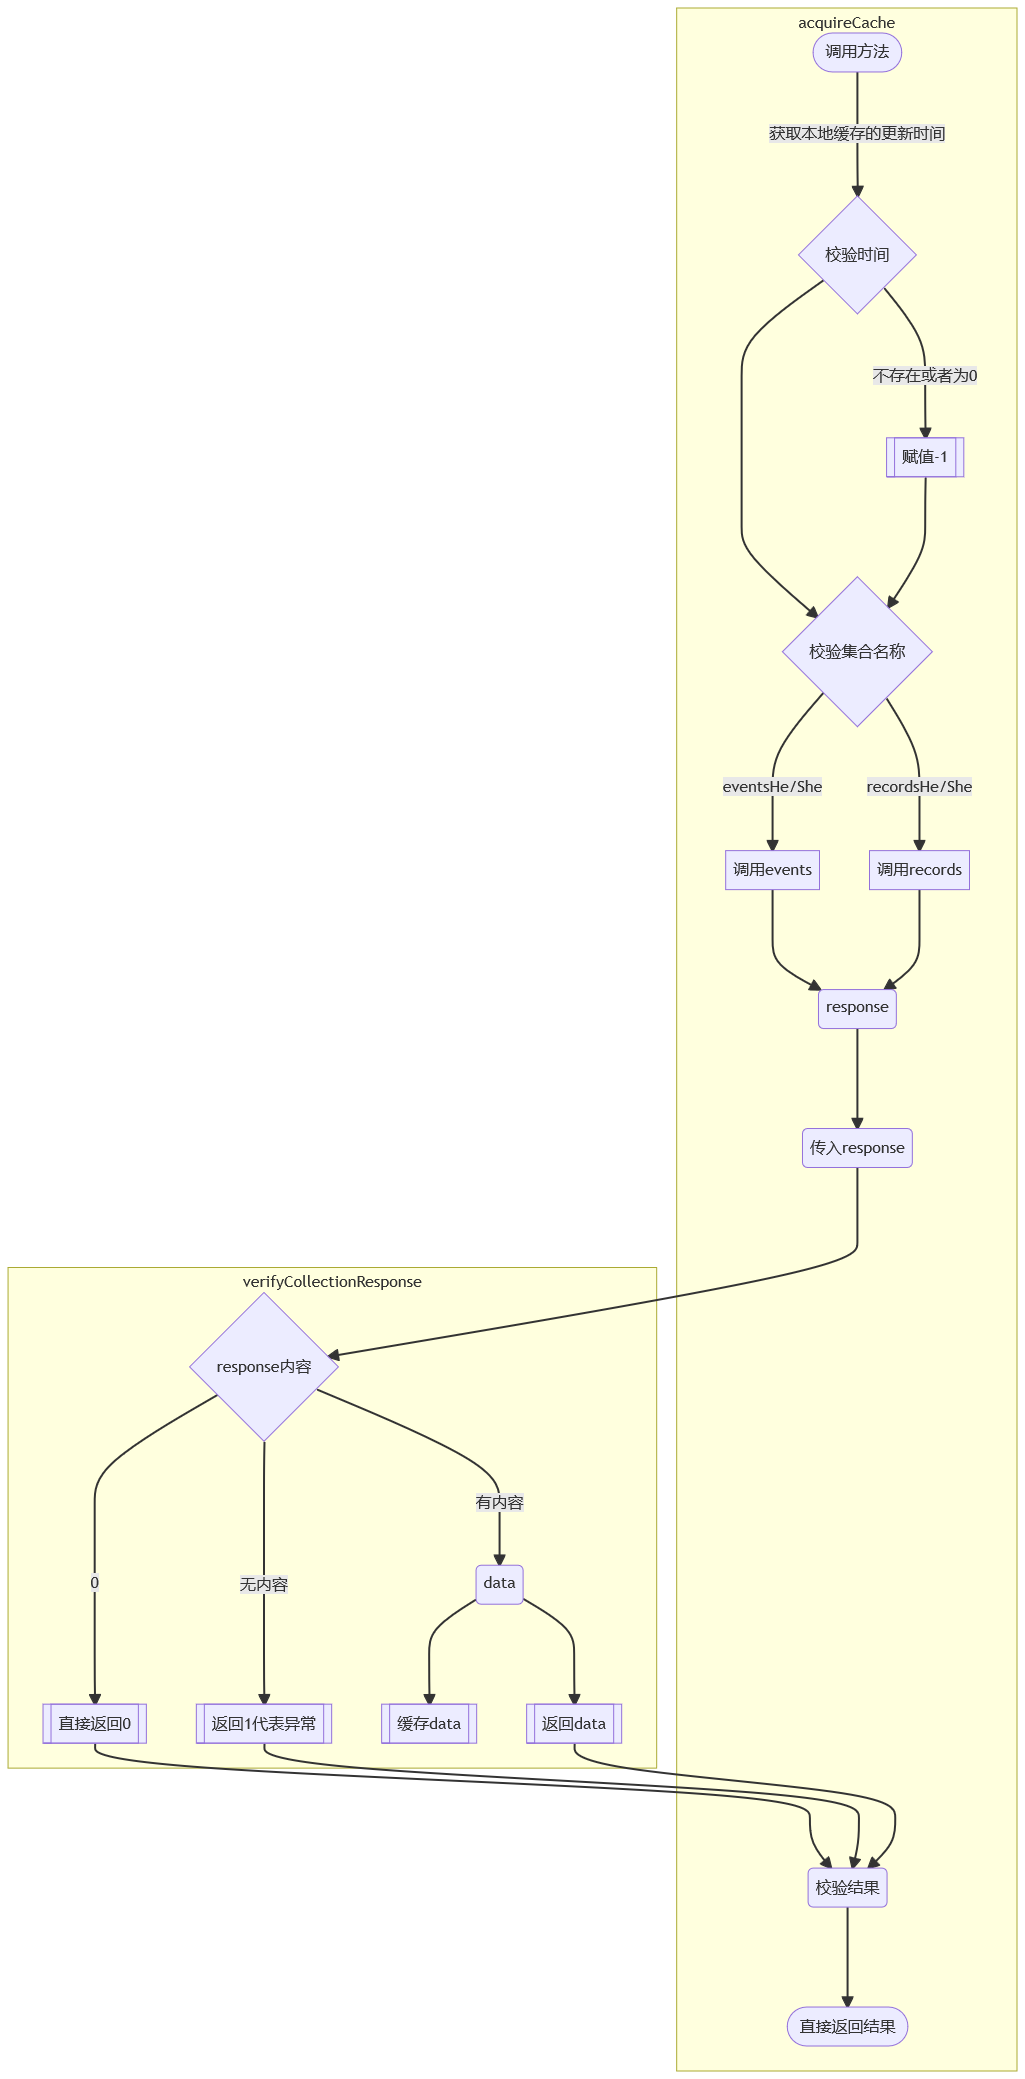 acquireCache
调用方法
获取本地缓存的更新时间
校验时间
不存在或者为0
赋值-1
校验集合名称
eventsHe/She
recordsHe/She
调用events
调用records
response
传入response
verifyCollectionResponse
response内容
有内容
0
无内容
data
直接返回0
返回1代表异常
缓存data
返回data
校验结果
直接返回结果